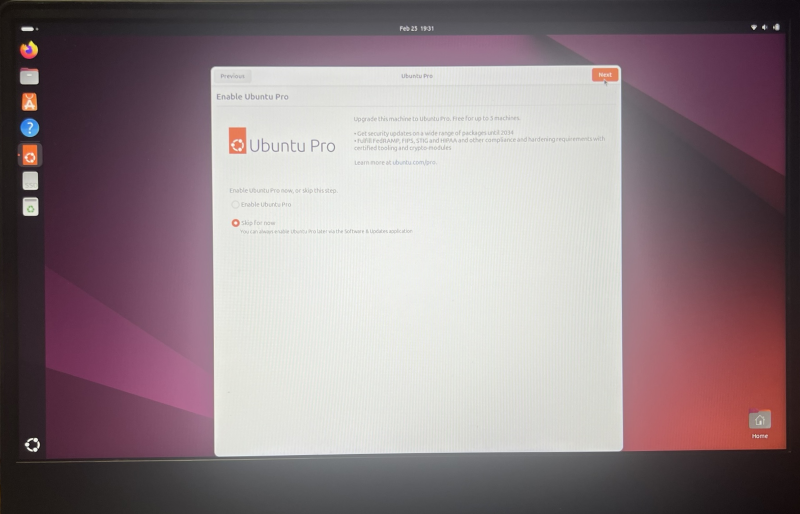 Feb 25 19:31
Previous
Ubuntu Pro
Next
Enable Ubuntu Pro
Ubuntu Pro
Upgrade this machine to Ubuntu Pro, free for up to 5 machines.
• Get security updates on a wide range of packages until 2034
• Fulfill FedRAMP, FIPS, STIG and HIPAA and other compliance and hardening requirements with
certified tooling and crypto modules
Learn more at ubuntu.com/pro.
Enable Ubuntu Pro now, or skip this step.
Enable Ubuntu Pro
Skip for now
You can always enable Ubuntu Pro later via the Software & Updates application
Home